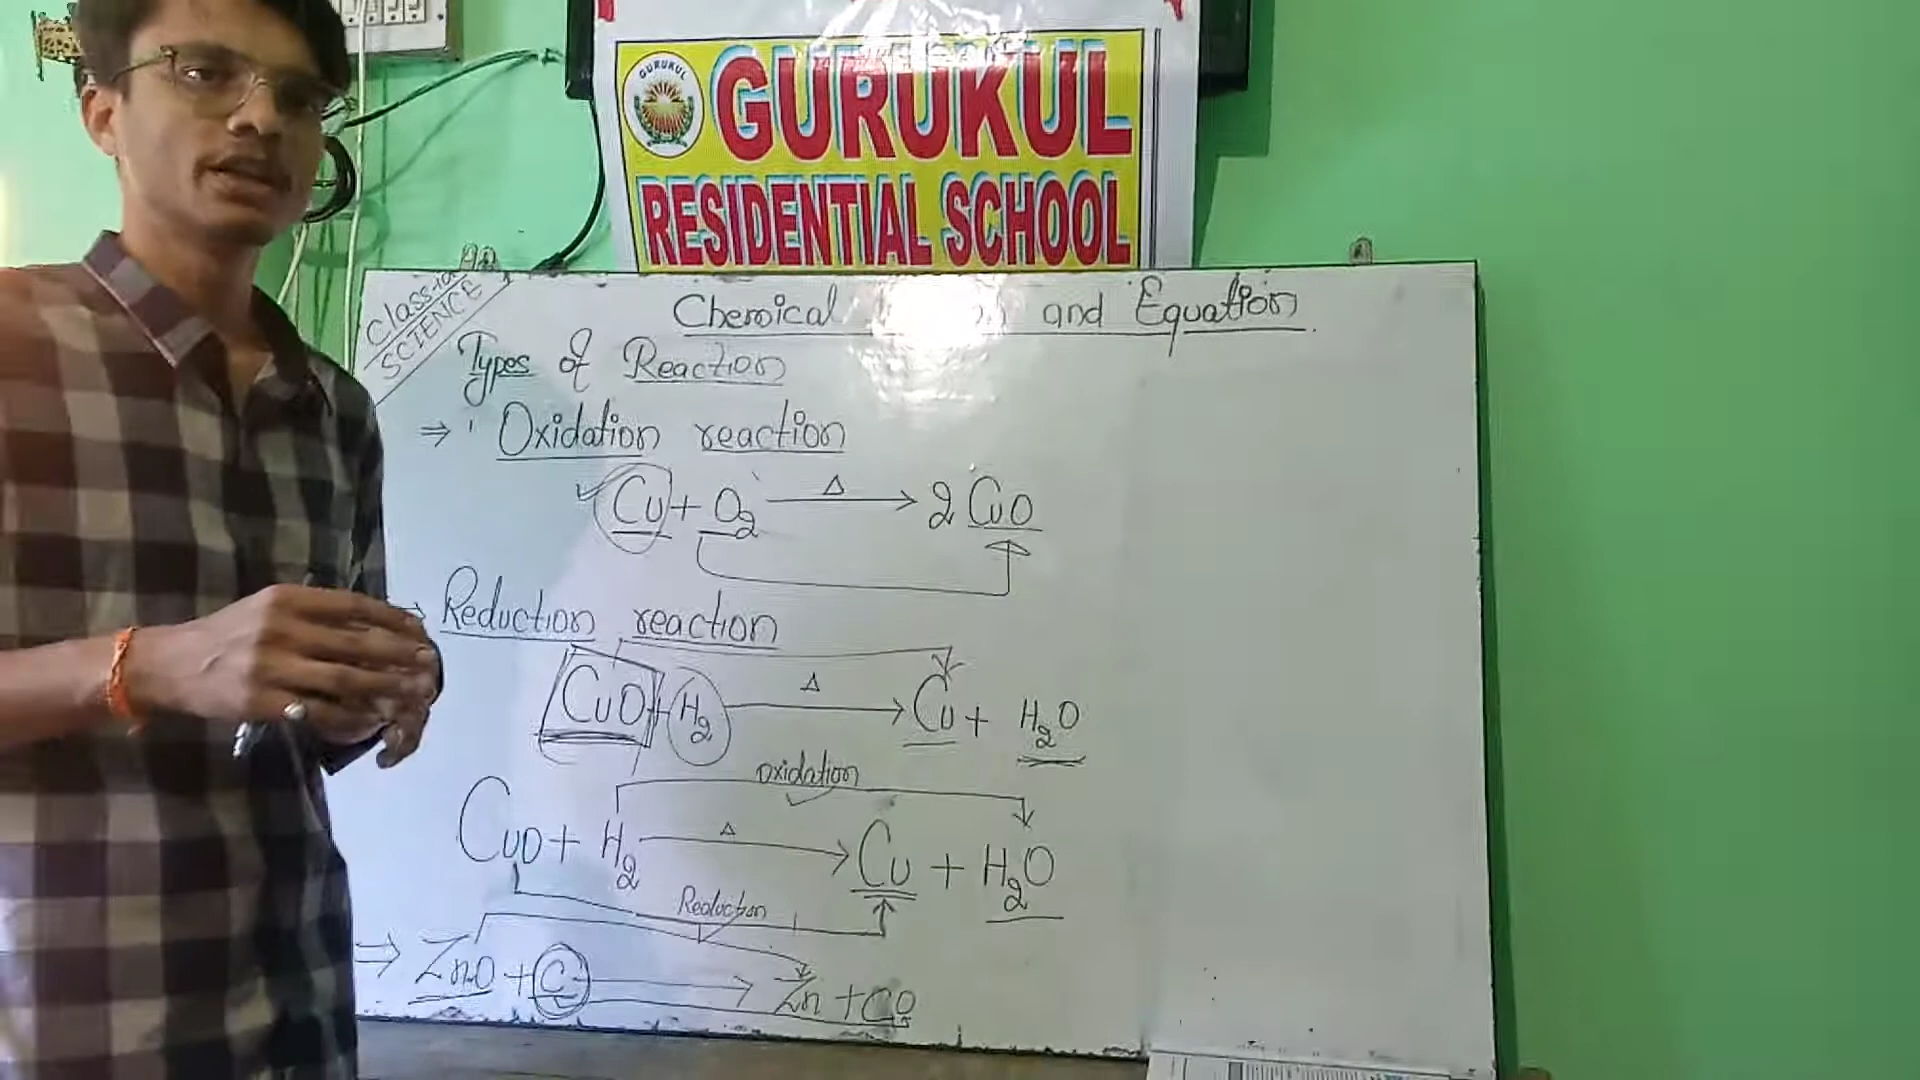 GURUKUL
GURUKUL
RESIDENTIAL SCHOOL
Class-10
SCIENCE
Chemical and Equation
Types of Reaction
⇒ Oxidation reaction
Cu + O2 Δ → 2 CuO
Reduction reaction
CuO + H2 Δ → Cu + H2O
oxidation
CuO + H2 Δ → Cu + H2O
Reduction
⇒ ZnO + C → Zn + CO